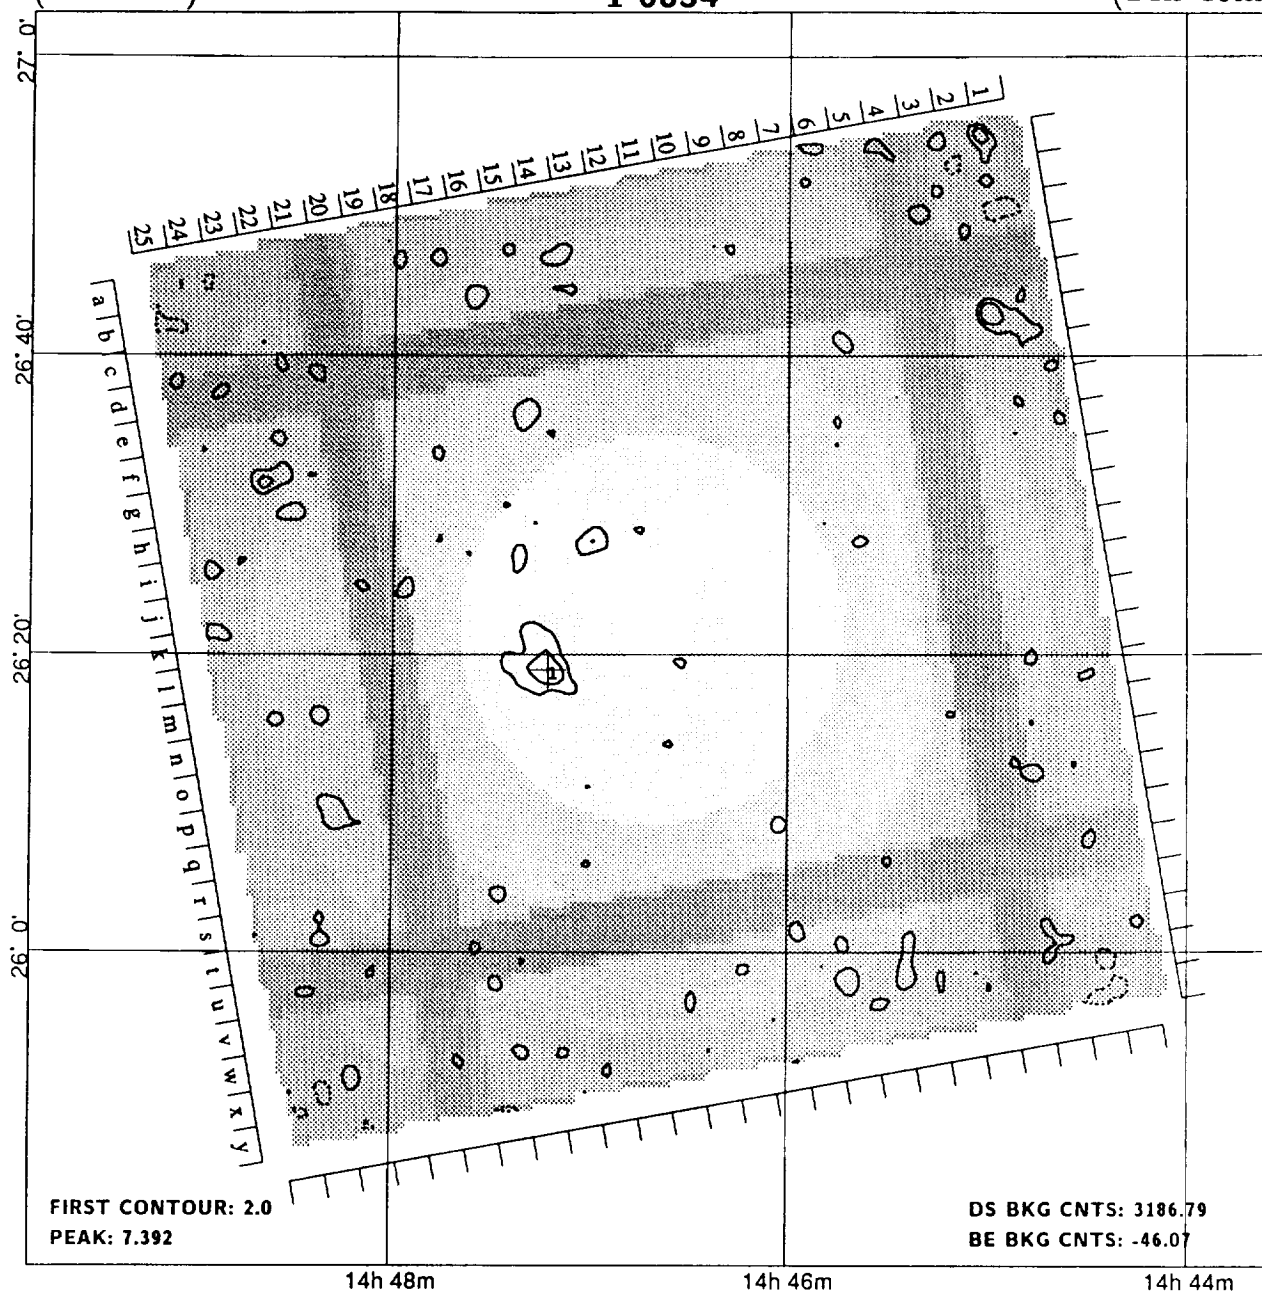 27° 0'
1 2 3 4 5 6 7 8 9 10 11 12 13 14 15 16 17 18 19 20 21 22 23 24 25
26° 40'
a b c d e f g h i j k l m n o p q r s t u v w x y
26° 20'
1
26° 0'
FIRST CONTOUR: 2.0
PEAK: 7.392
DS BKG CNTS: 3186.79
BE BKG CNTS: -46.07
14h 48m 14h 46m 14h 44m